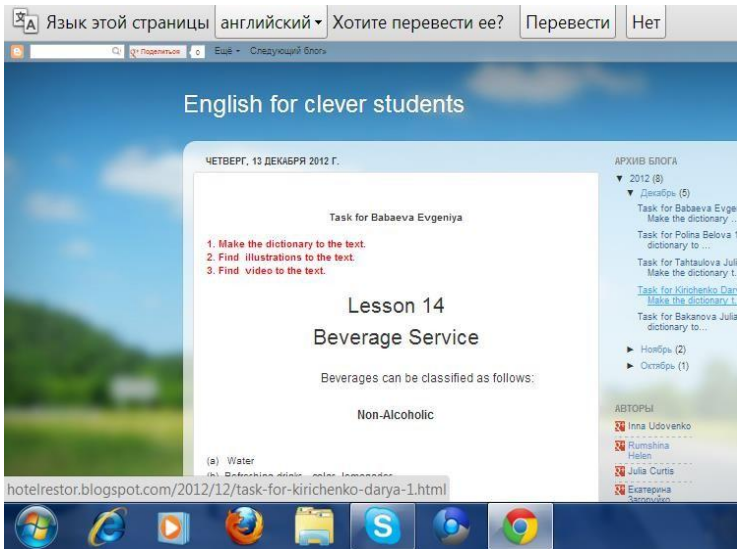 Язык этой страницы английский Хотите перевести ее? Перевести Нет
Поделиться 0 Ещё Следующий блог»
English for clever students
ЧЕТВЕРГ, 13 ДЕКАБРЯ 2012 Г.
Task for Babaeva Evgeniya
1. Make the dictionary to the text.
2. Find illustrations to the text.
3. Find video to the text.
Lesson 14
Beverage Service
Beverages can be classified as follows:
Non-Alcoholic
(a) Water
АРХИВ БЛОГА
▼ 2012 (8)
▼ Декабрь (5)
Task for Babaeva Evge
Make the dictionary ...
Task for Polina Belova 1
dictionary to ...
Task for Tahtaulova Juli
Make the dictionary t.
Task for Kirichenko Dar
Make the dictionary t.
Task for Bakanova Julia
dictionary to...
► Ноябрь (2)
► Октябрь (1)
АВТОРЫ
Inna Udovenko
Rumshina
Helen
Julia Curtis
Екатерина
hotelrestor.blogspot.com/2012/12/task-for-kirichenko-darya-1.html